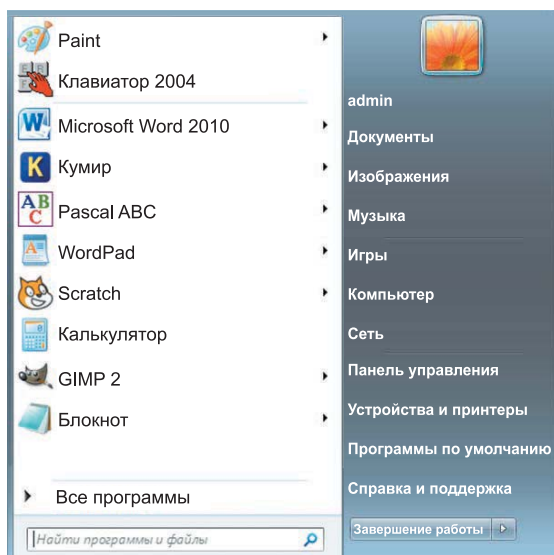 Paint
Клавиатор 2004
Microsoft Word 2010
Кумир
Pascal ABC
WordPad
Scratch
Калькулятор
GIMP 2
Блокнот
Все программы
Найти программы и файлы
admin
Документы
Изображения
Музыка
Игры
Компьютер
Сеть
Панель управления
Устройства и принтеры
Программы по умолчанию
Справка и поддержка
Завершение работы